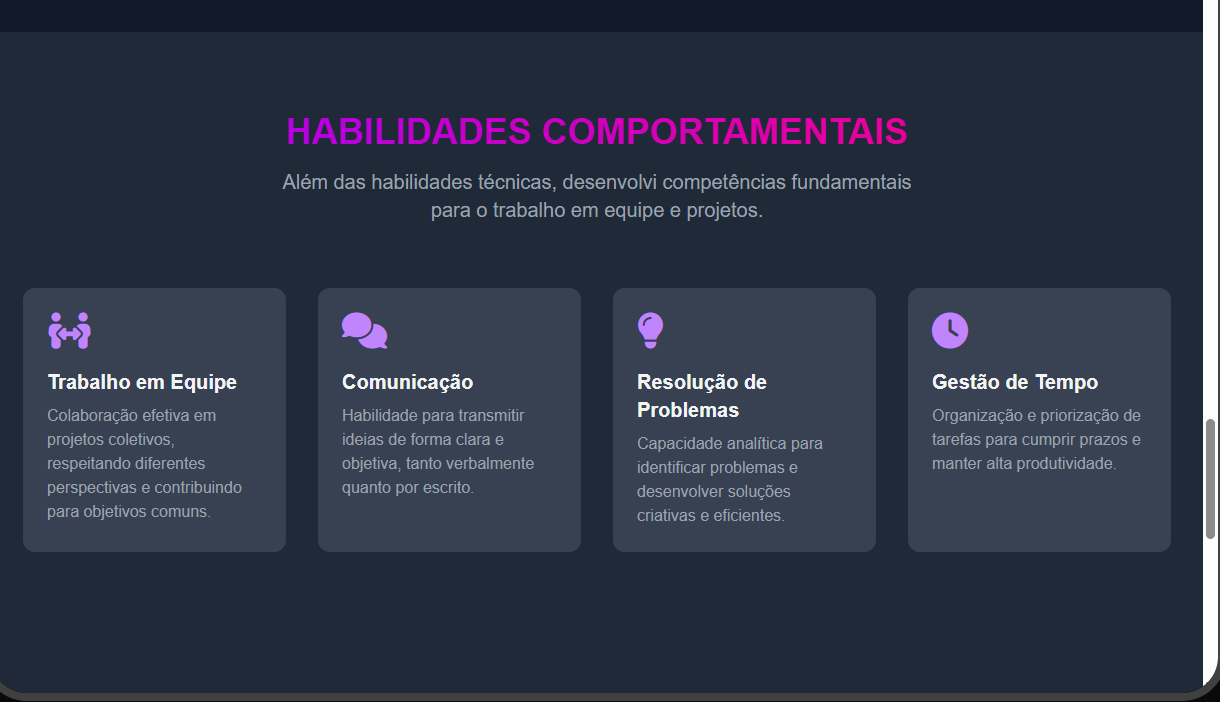 HABILIDADES COMPORTAMENTAIS
Além das habilidades técnicas, desenvolvi competências fundamentais
para o trabalho em equipe e projetos.
Trabalho em Equipe
Colaboração efetiva em
projetos coletivos,
respeitando diferentes
perspectivas e contribuindo
para objetivos comuns.
Comunicação
Habilidade para transmitir
ideias de forma clara e
objetiva, tanto verbalmente
quanto por escrito.
Resolução de
Problemas
Capacidade analítica para
identificar problemas e
desenvolver soluções
criativas e eficientes.
Gestão de Tempo
Organização e priorização de
tarefas para cumprir prazos e
manter alta produtividade.